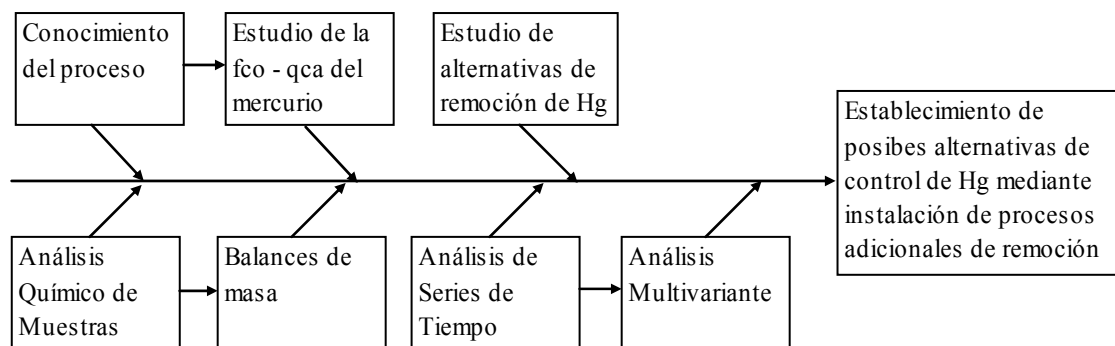 Conocimiento
del proceso
Estudio de la
fco - qca del
mercurio
Estudio de
alternativas de
remoción de Hg
Establecimiento de
posibes alternativas de
control de Hg mediante
instalación de procesos
adicionales de remoción
Análisis
Químico de
Muestras
Balances de
masa
Análisis de
Series de
Tiempo
Análisis
Multivariante